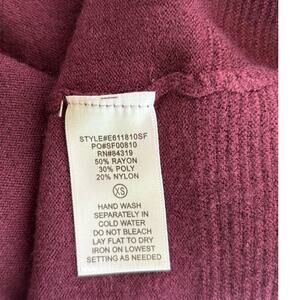 STYLE#E611810SF
PO#SF00810
RN#84319
50% RAYON
30% POLY
20% NYLON
XS
HAND WASH
SEPARATELY IN
COLD WATER
DO NOT BLEACH
LAY FLAT TO DRY
IRON ON LOWEST
SETTING AS NEEDED